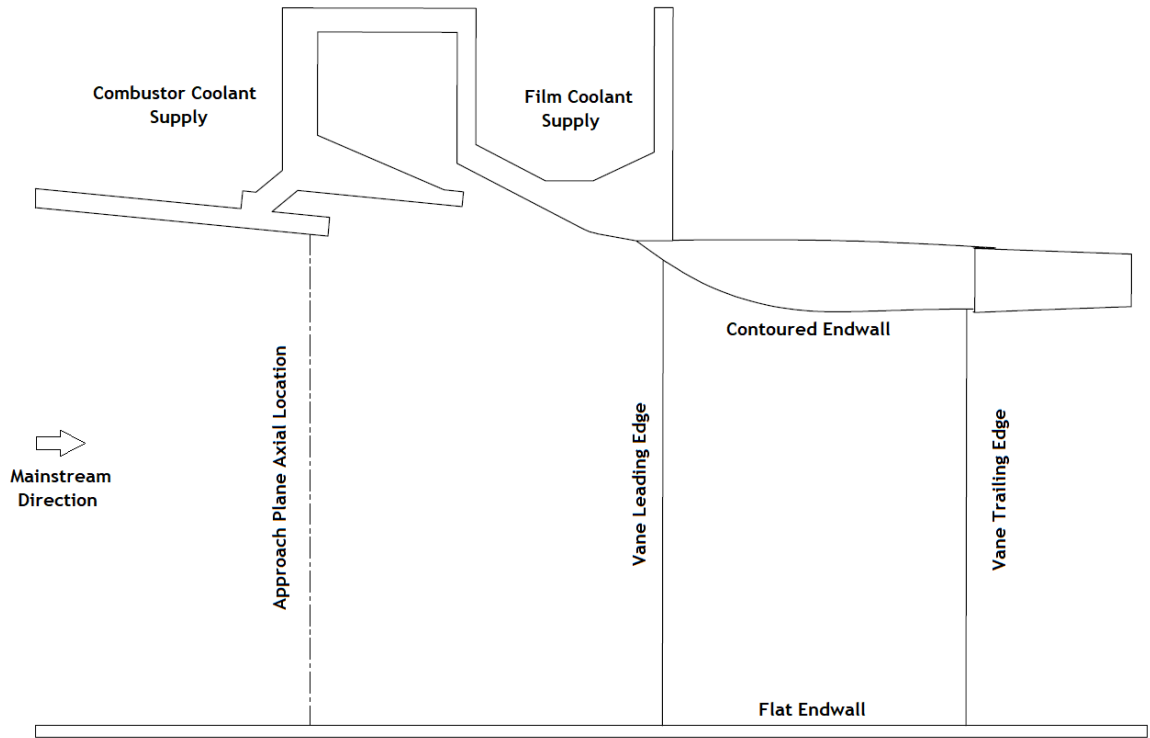 Combustor Coolant
Supply
Film Coolant
Supply
Contoured Endwall
Approach Plane Axial Location
Vane Leading Edge
Vane Trailing Edge
Mainstream
Direction
Flat Endwall